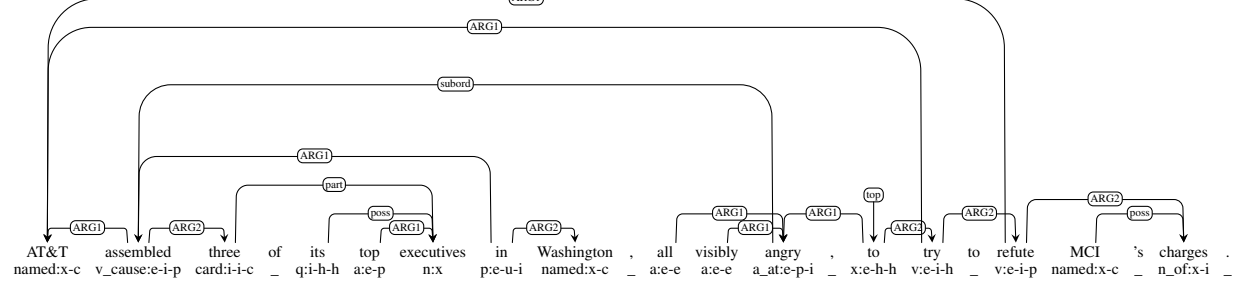 ARG1
subord
ARG1
part
top
ARG2
poss
ARG1
ARG1
poss
ARG1
ARG2
ARG1
ARG2
ARG1
ARG2
ARG2
AT&T assembled three of its top executives in Washington , all visibly angry , to try to refute MCI 's charges .
named:x-c v_cause:e-i-p card:i-i-c _ q:i-h-h a:e-p n:x p:e-u-i named:x-c _ a:e-e a:e-e a_at:e-p-i _ x:e-h-h v:e-i-h _ v:e-i-p named:x-c _ n_of:x-i _